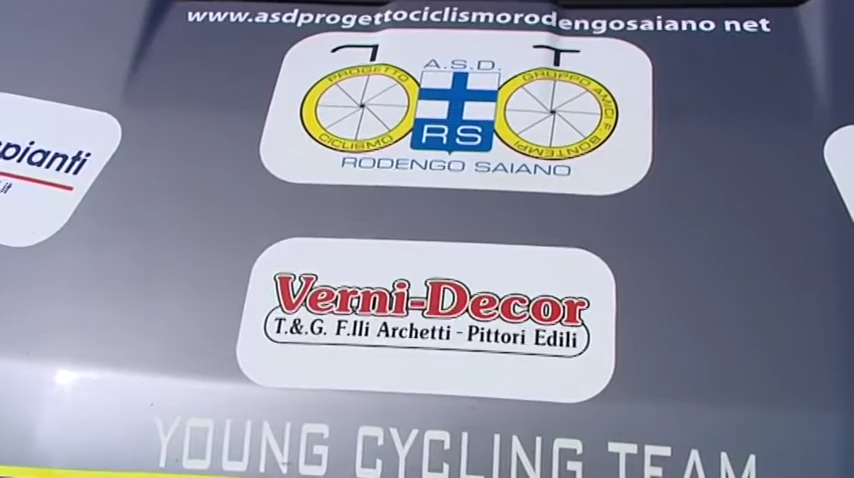 www.asdprogettociclismorodengosaiano net
A.S.D.
PROGETTO CICLISMO
GRUPPO AMICI F. BONTEMPI
RS
RODENGO SAIANO
pianti
.it
Verni-Decor
T.&G. F.lli Archetti - Pittori Edili
YOUNG CYCLING TEAM